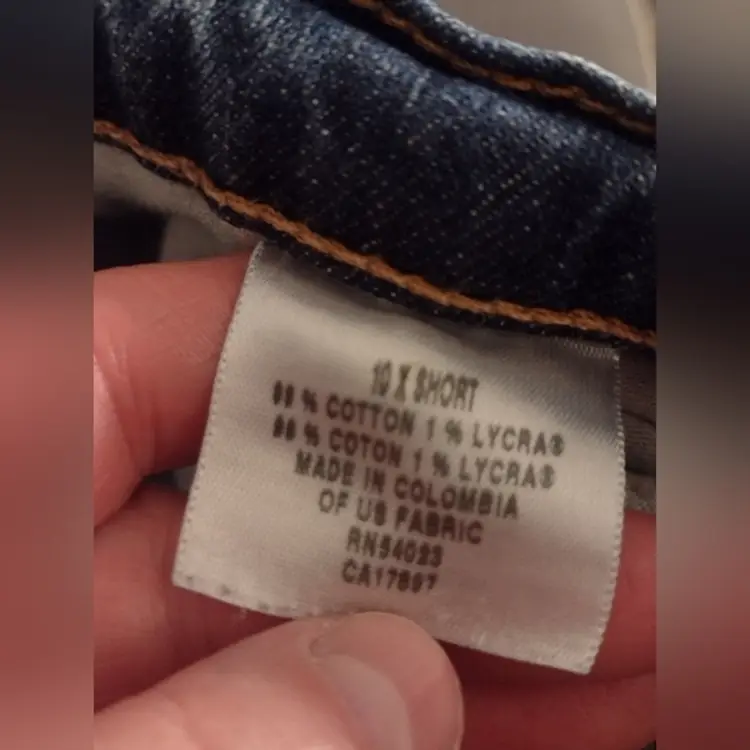 10 X SHORT
99 % COTTON 1 % LYCRA®
99 % COTON 1 % LYCRA®
MADE IN COLOMBIA
OF US FABRIC
RN54023
CA17897